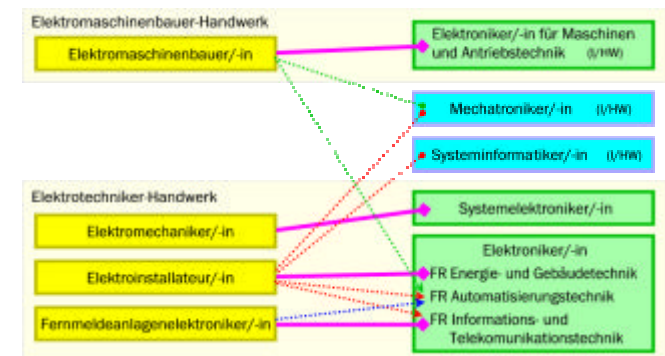 Elektromaschinenbauer-Handwerk
Elektromaschinenbauer/-in
Elektroniker/-in für Maschinen
und Antriebstechnik (I/HW)
Mechatroniker/-in (I/HW)
Systeminformatiker/-in (I/HW)
Elektrotechniker-Handwerk
Elektromechaniker/-in
Systemelektroniker/-in
Elektroinstallateur/-in
Fernmeldeanlagenelektroniker/-in
Elektroniker/-in
FR Energie- und Gebäudetechnik
FR Automatisierungstechnik
FR Informations- und
Telekomunikationstechnik